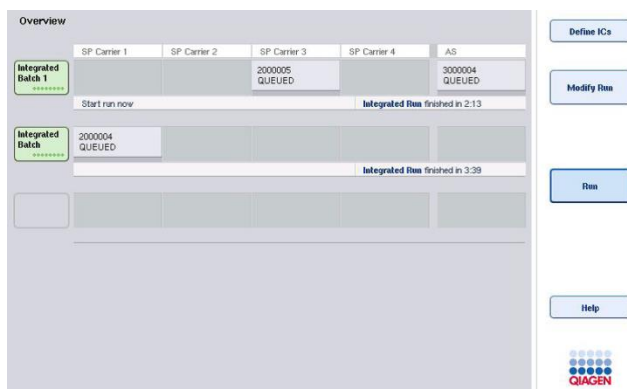 Overview
Define ICs
SP Carrier 1 SP Carrier 2 SP Carrier 3 SP Carrier 4 AS
Integrated
Batch 1
2000005
QUEUED
3000004
QUEUED
Modify Run
Start run now Integrated Run finished in 2:13
Integrated
Batch
2000004
QUEUED
Integrated Run finished in 3:39
Run
Help
QIAGEN